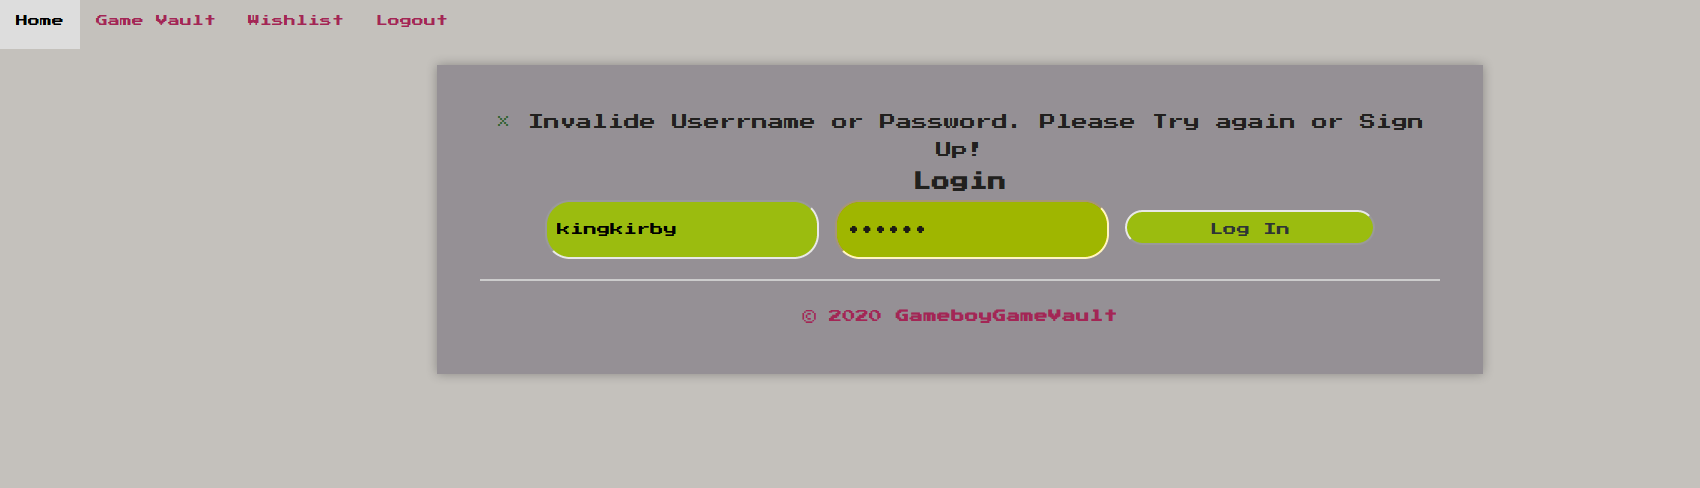 Home Game Vault Wishlist Logout
× Invalide Userrname or Password. Please Try again or Sign
Up!
Login
kingkirby •••••• Log In
© 2020 GameboyGameVault